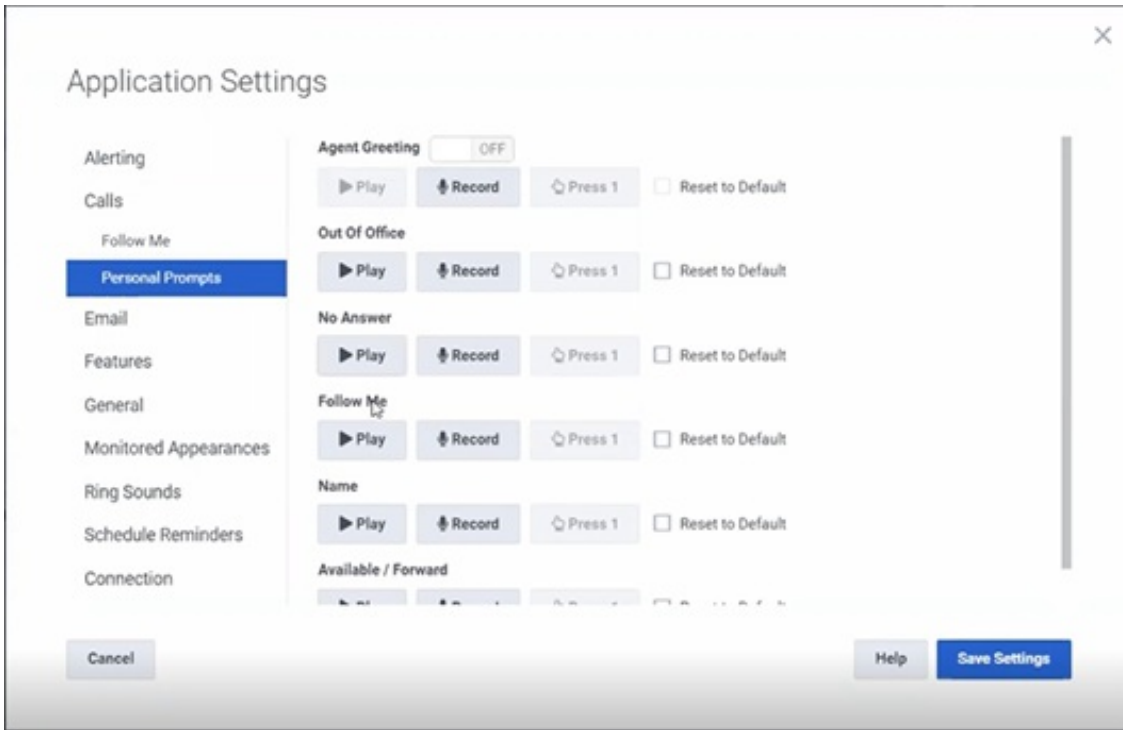 Application Settings
Alerting
Calls
Follow Me
Personal Prompts
Email
Features
General
Monitored Appearances
Ring Sounds
Schedule Reminders
Connection
Agent Greeting OFF
Play Record Press 1 Reset to Default
Out Of Office
Play Record Press 1 Reset to Default
No Answer
Play Record Press 1 Reset to Default
Follow Me
Play Record Press 1 Reset to Default
Name
Play Record Press 1 Reset to Default
Available / Forward
Cancel Help Save Settings